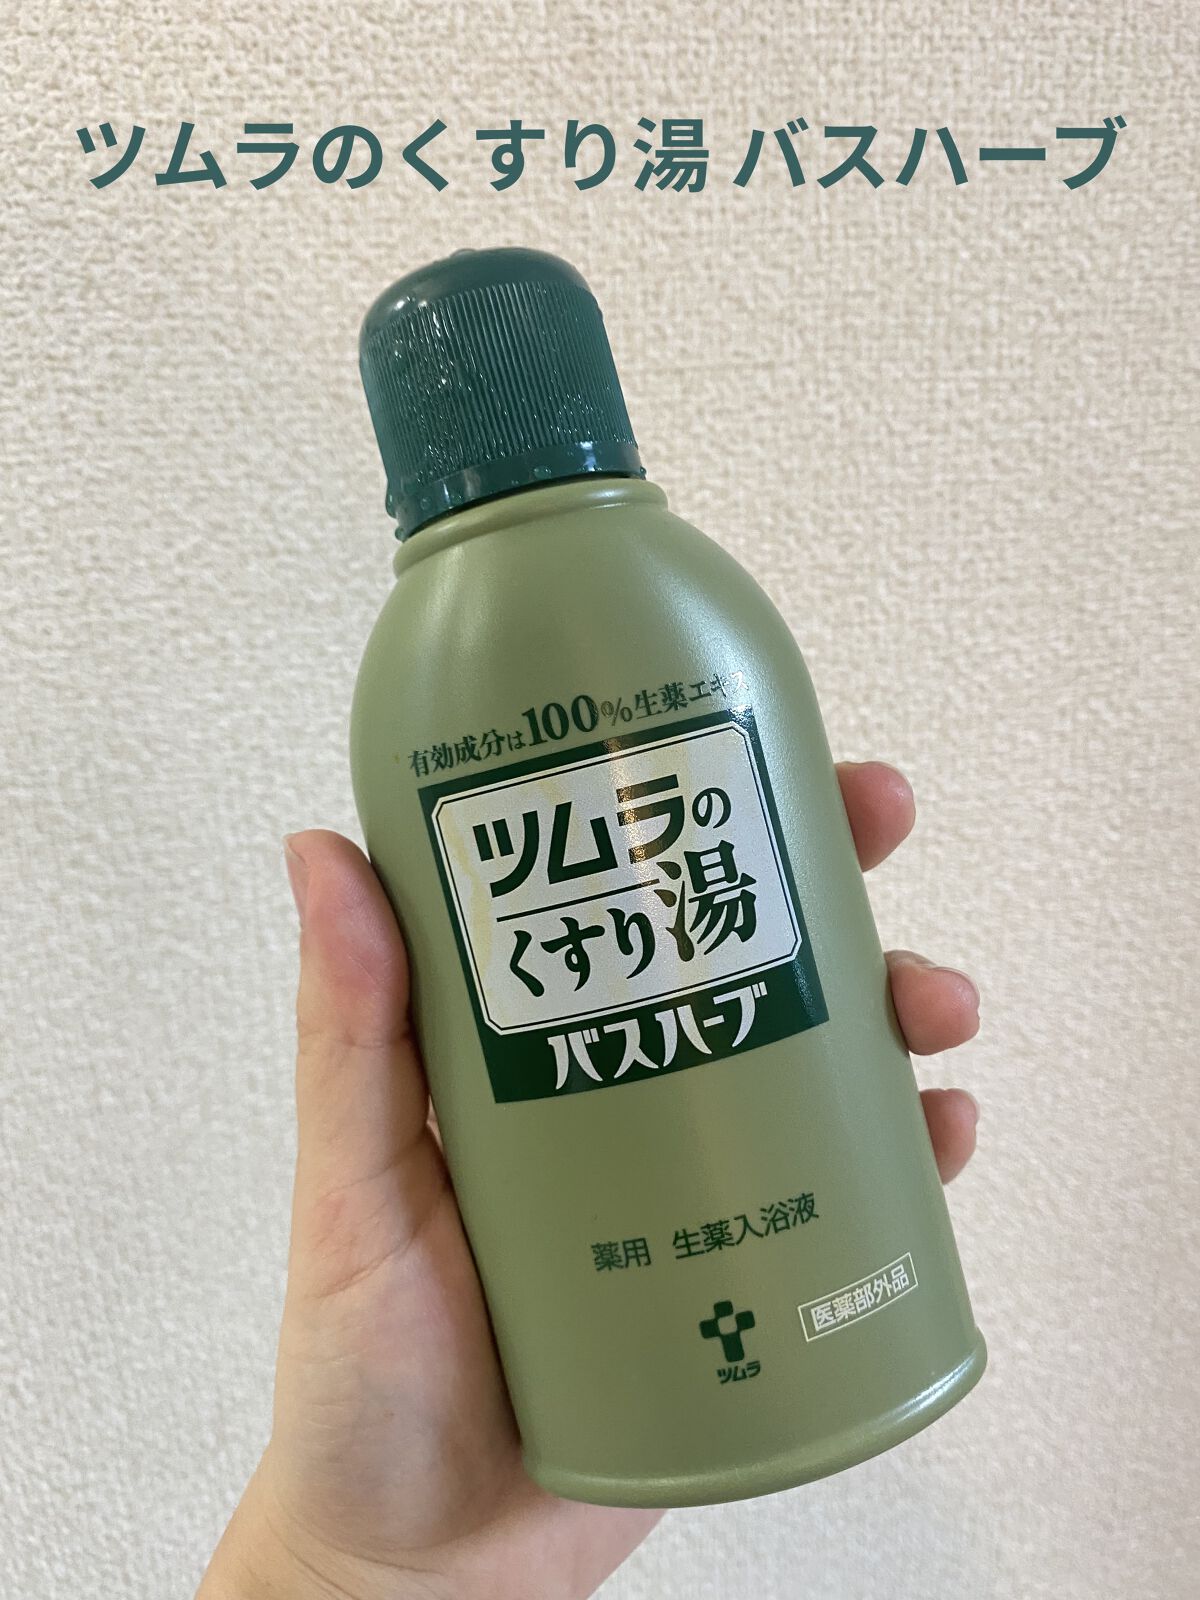 ツムラのくすり湯 バスハーブ
有効成分は100%生薬エキス
ツムラの
くすり湯
バスハーブ
薬用 生薬入浴液
医薬部外品
ツムラ